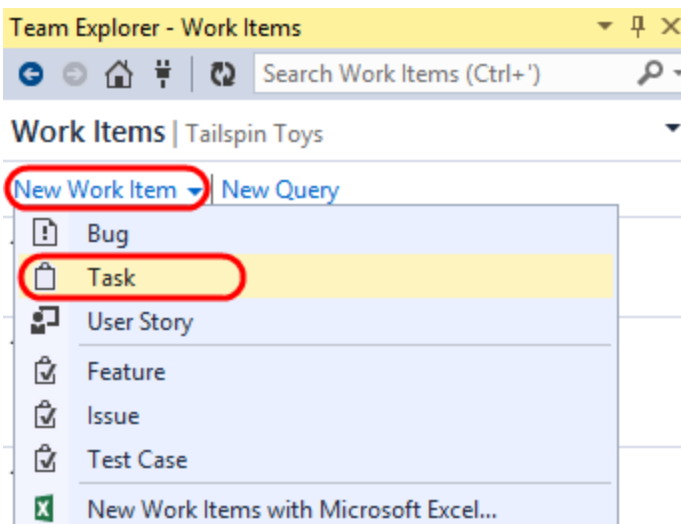 Team Explorer - Work Items
Search Work Items (Ctrl+')
Work Items | Tailspin Toys
New Work Item | New Query
Bug
Task
User Story
Feature
Issue
Test Case
New Work Items with Microsoft Excel...